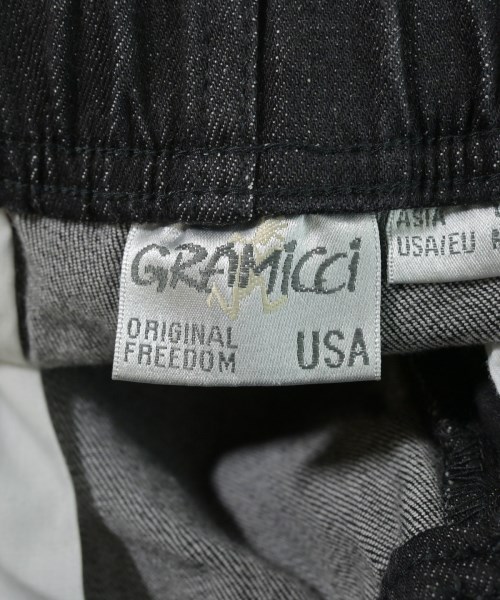 GRAMICCI
ORIGINAL
FREEDOM
USA
ASIA
USA/EU